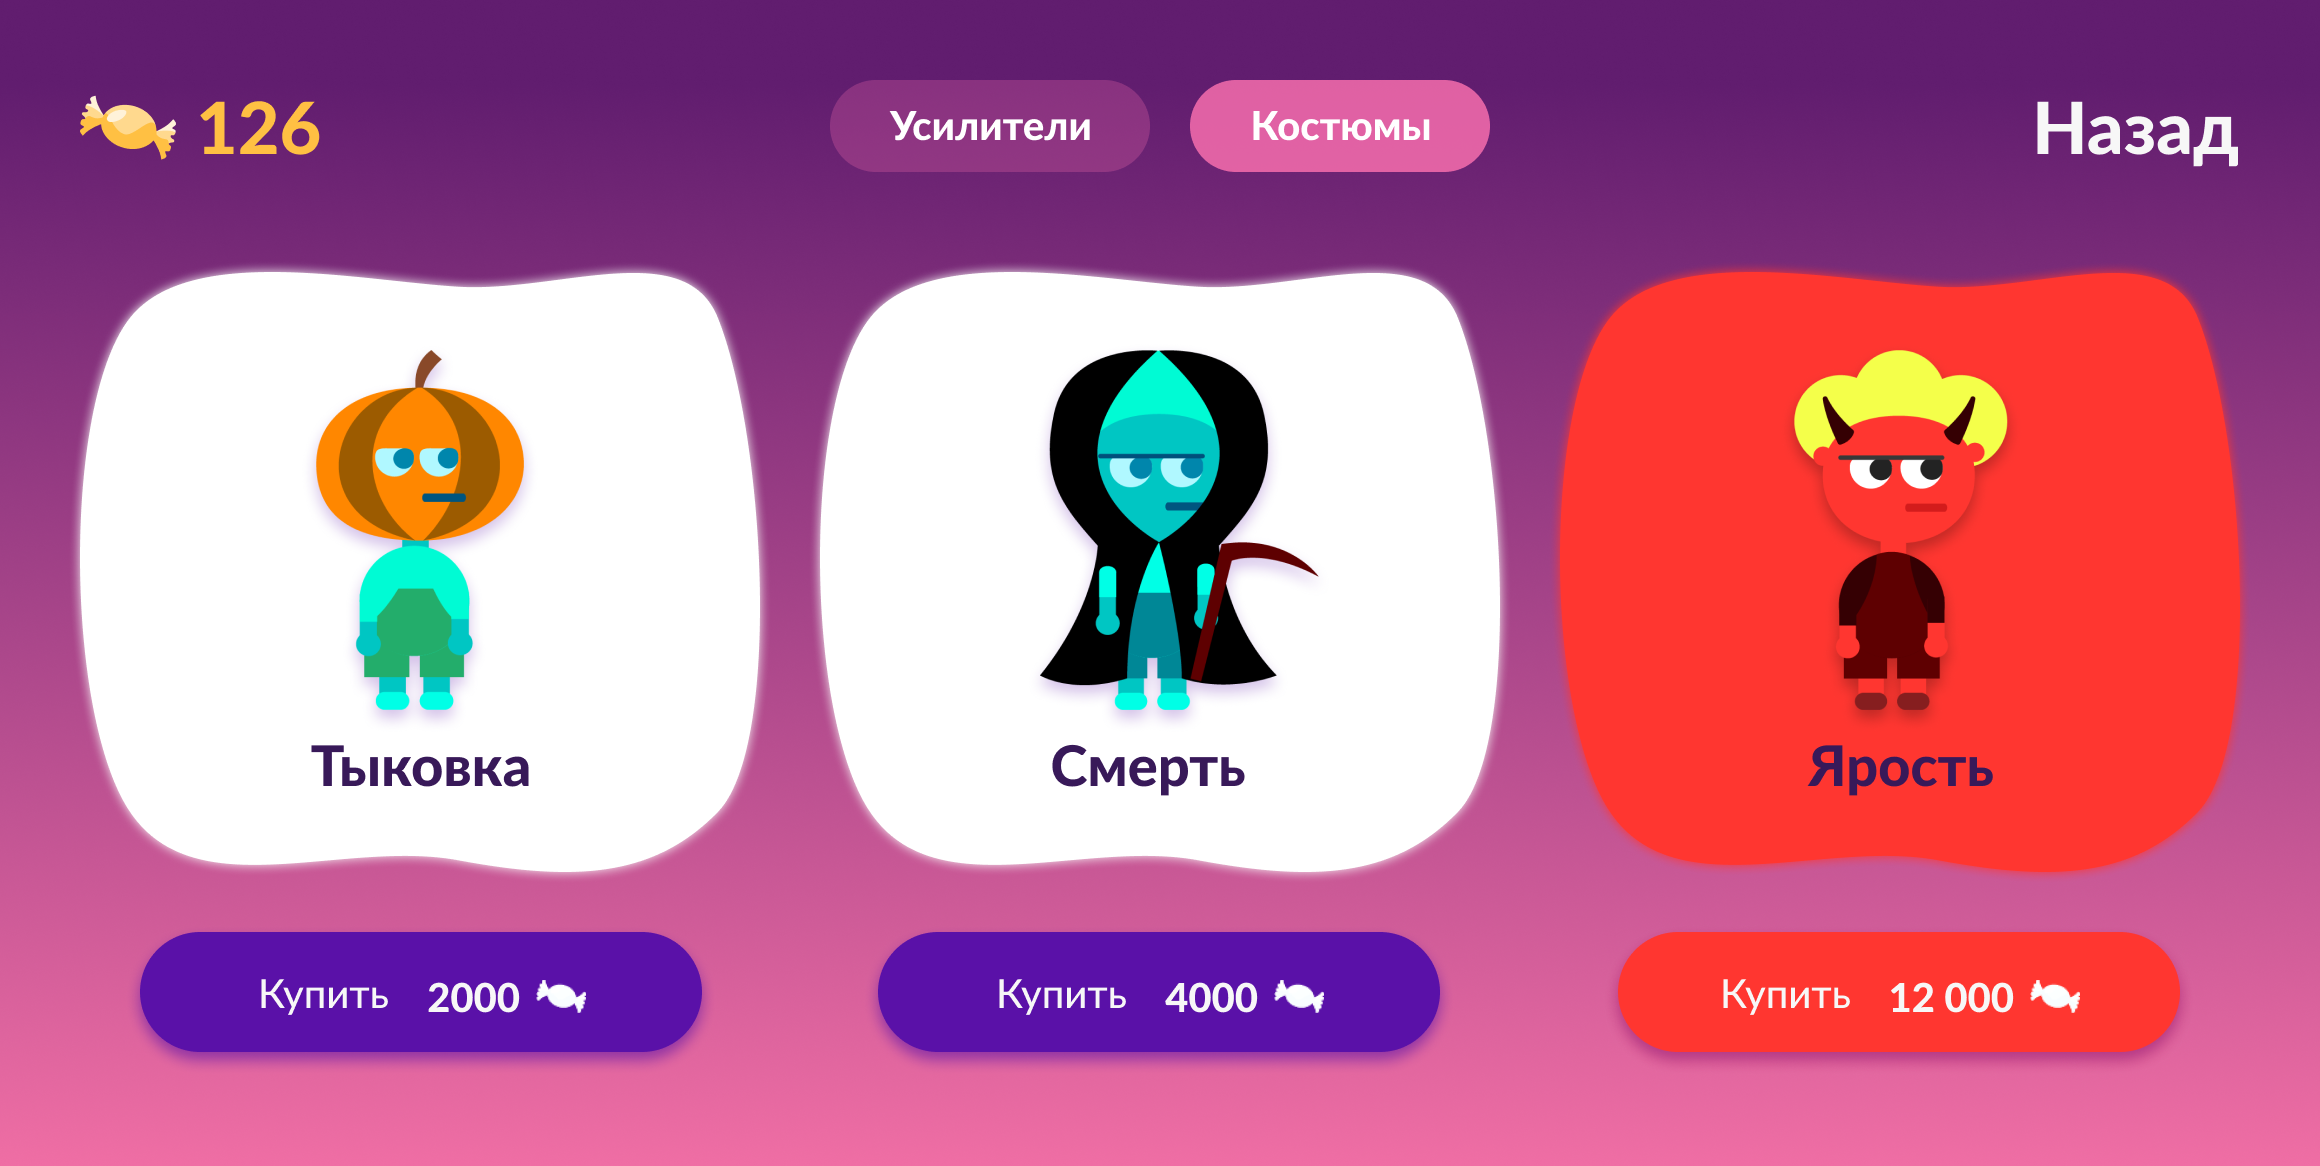 126
Усилители
Костюмы
Назад
Тыковка
Смерть
Ярость
Купить 2000
Купить 4000
Купить 12 000